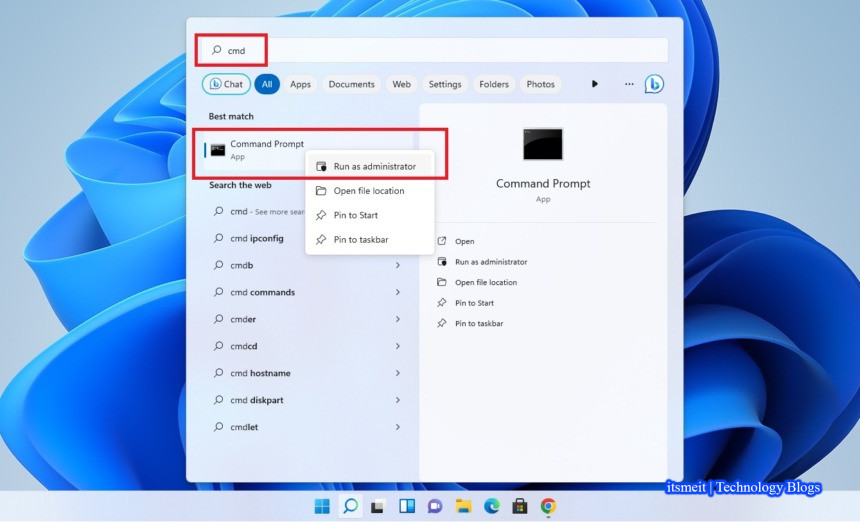 cmd
Chat
All
Apps
Documents
Web
Settings
Folders
Photos
Best match
Command Prompt
App
Run as administrator
Open file location
Pin to Start
Pin to taskbar
Search the web
cmd - See more sear
cmd ipconfig
cmdb
cmd commands
cmder
cmdcd
cmd hostname
cmd diskpart
cmdlet
Command Prompt
App
Open
Run as administrator
Open file location
Pin to Start
Pin to taskbar
itsmeit | Technology Blogs